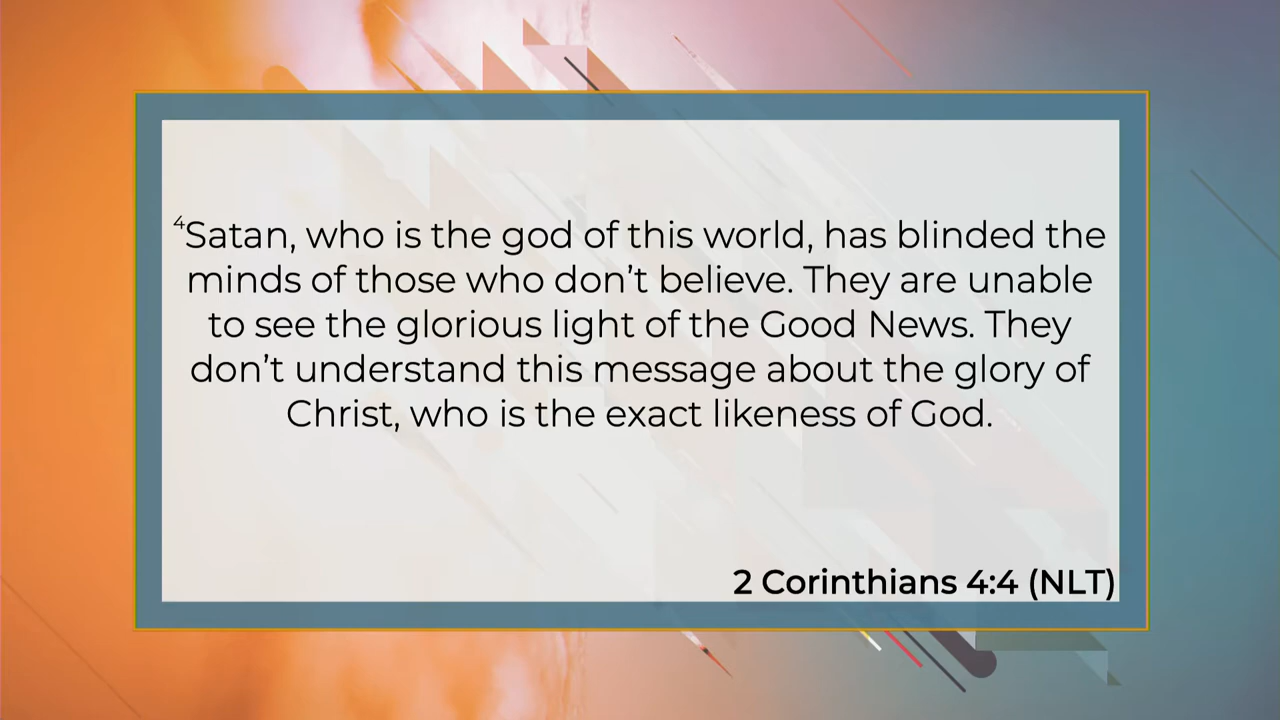 ⁴Satan, who is the god of this world, has blinded the
minds of those who don’t believe. They are unable
to see the glorious light of the Good News. They
don’t understand this message about the glory of
Christ, who is the exact likeness of God.
2 Corinthians 4:4 (NLT)